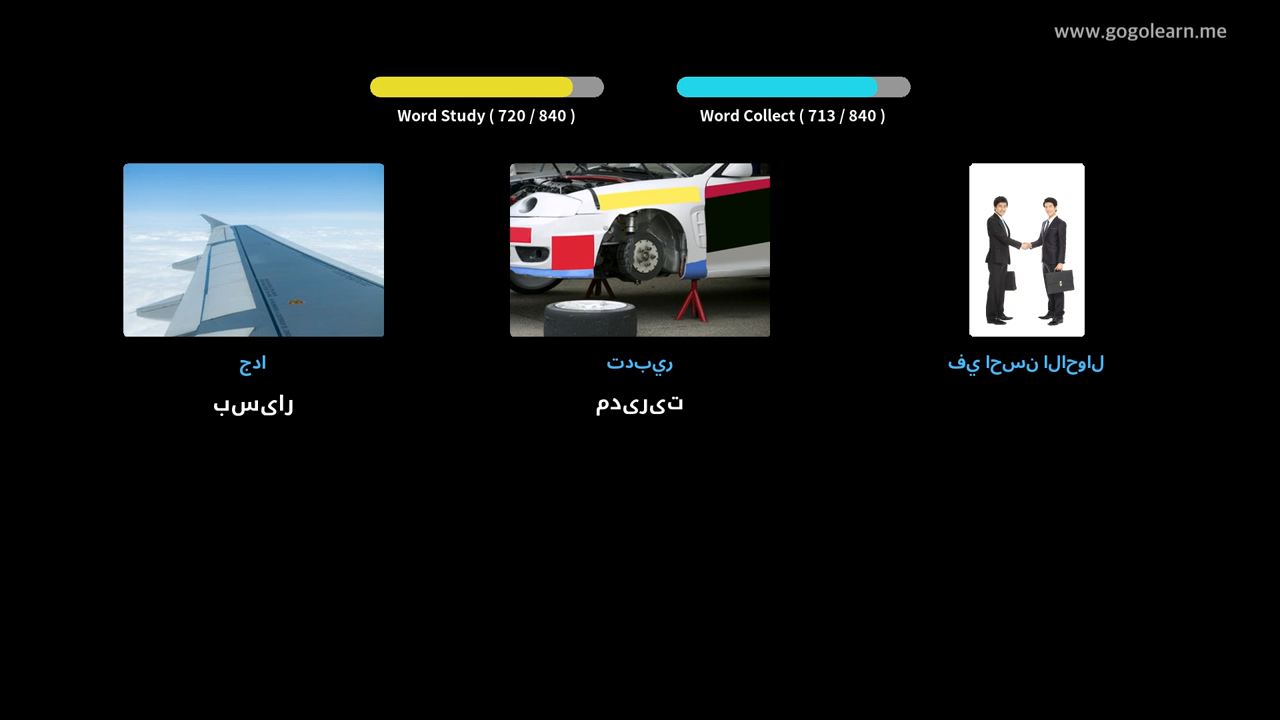 www.gogolearn.me
Word Study ( 720 / 840 )
Word Collect ( 713 / 840 )
جدا
تدبير
في احسن الاحوال
بسیار
مدیریت